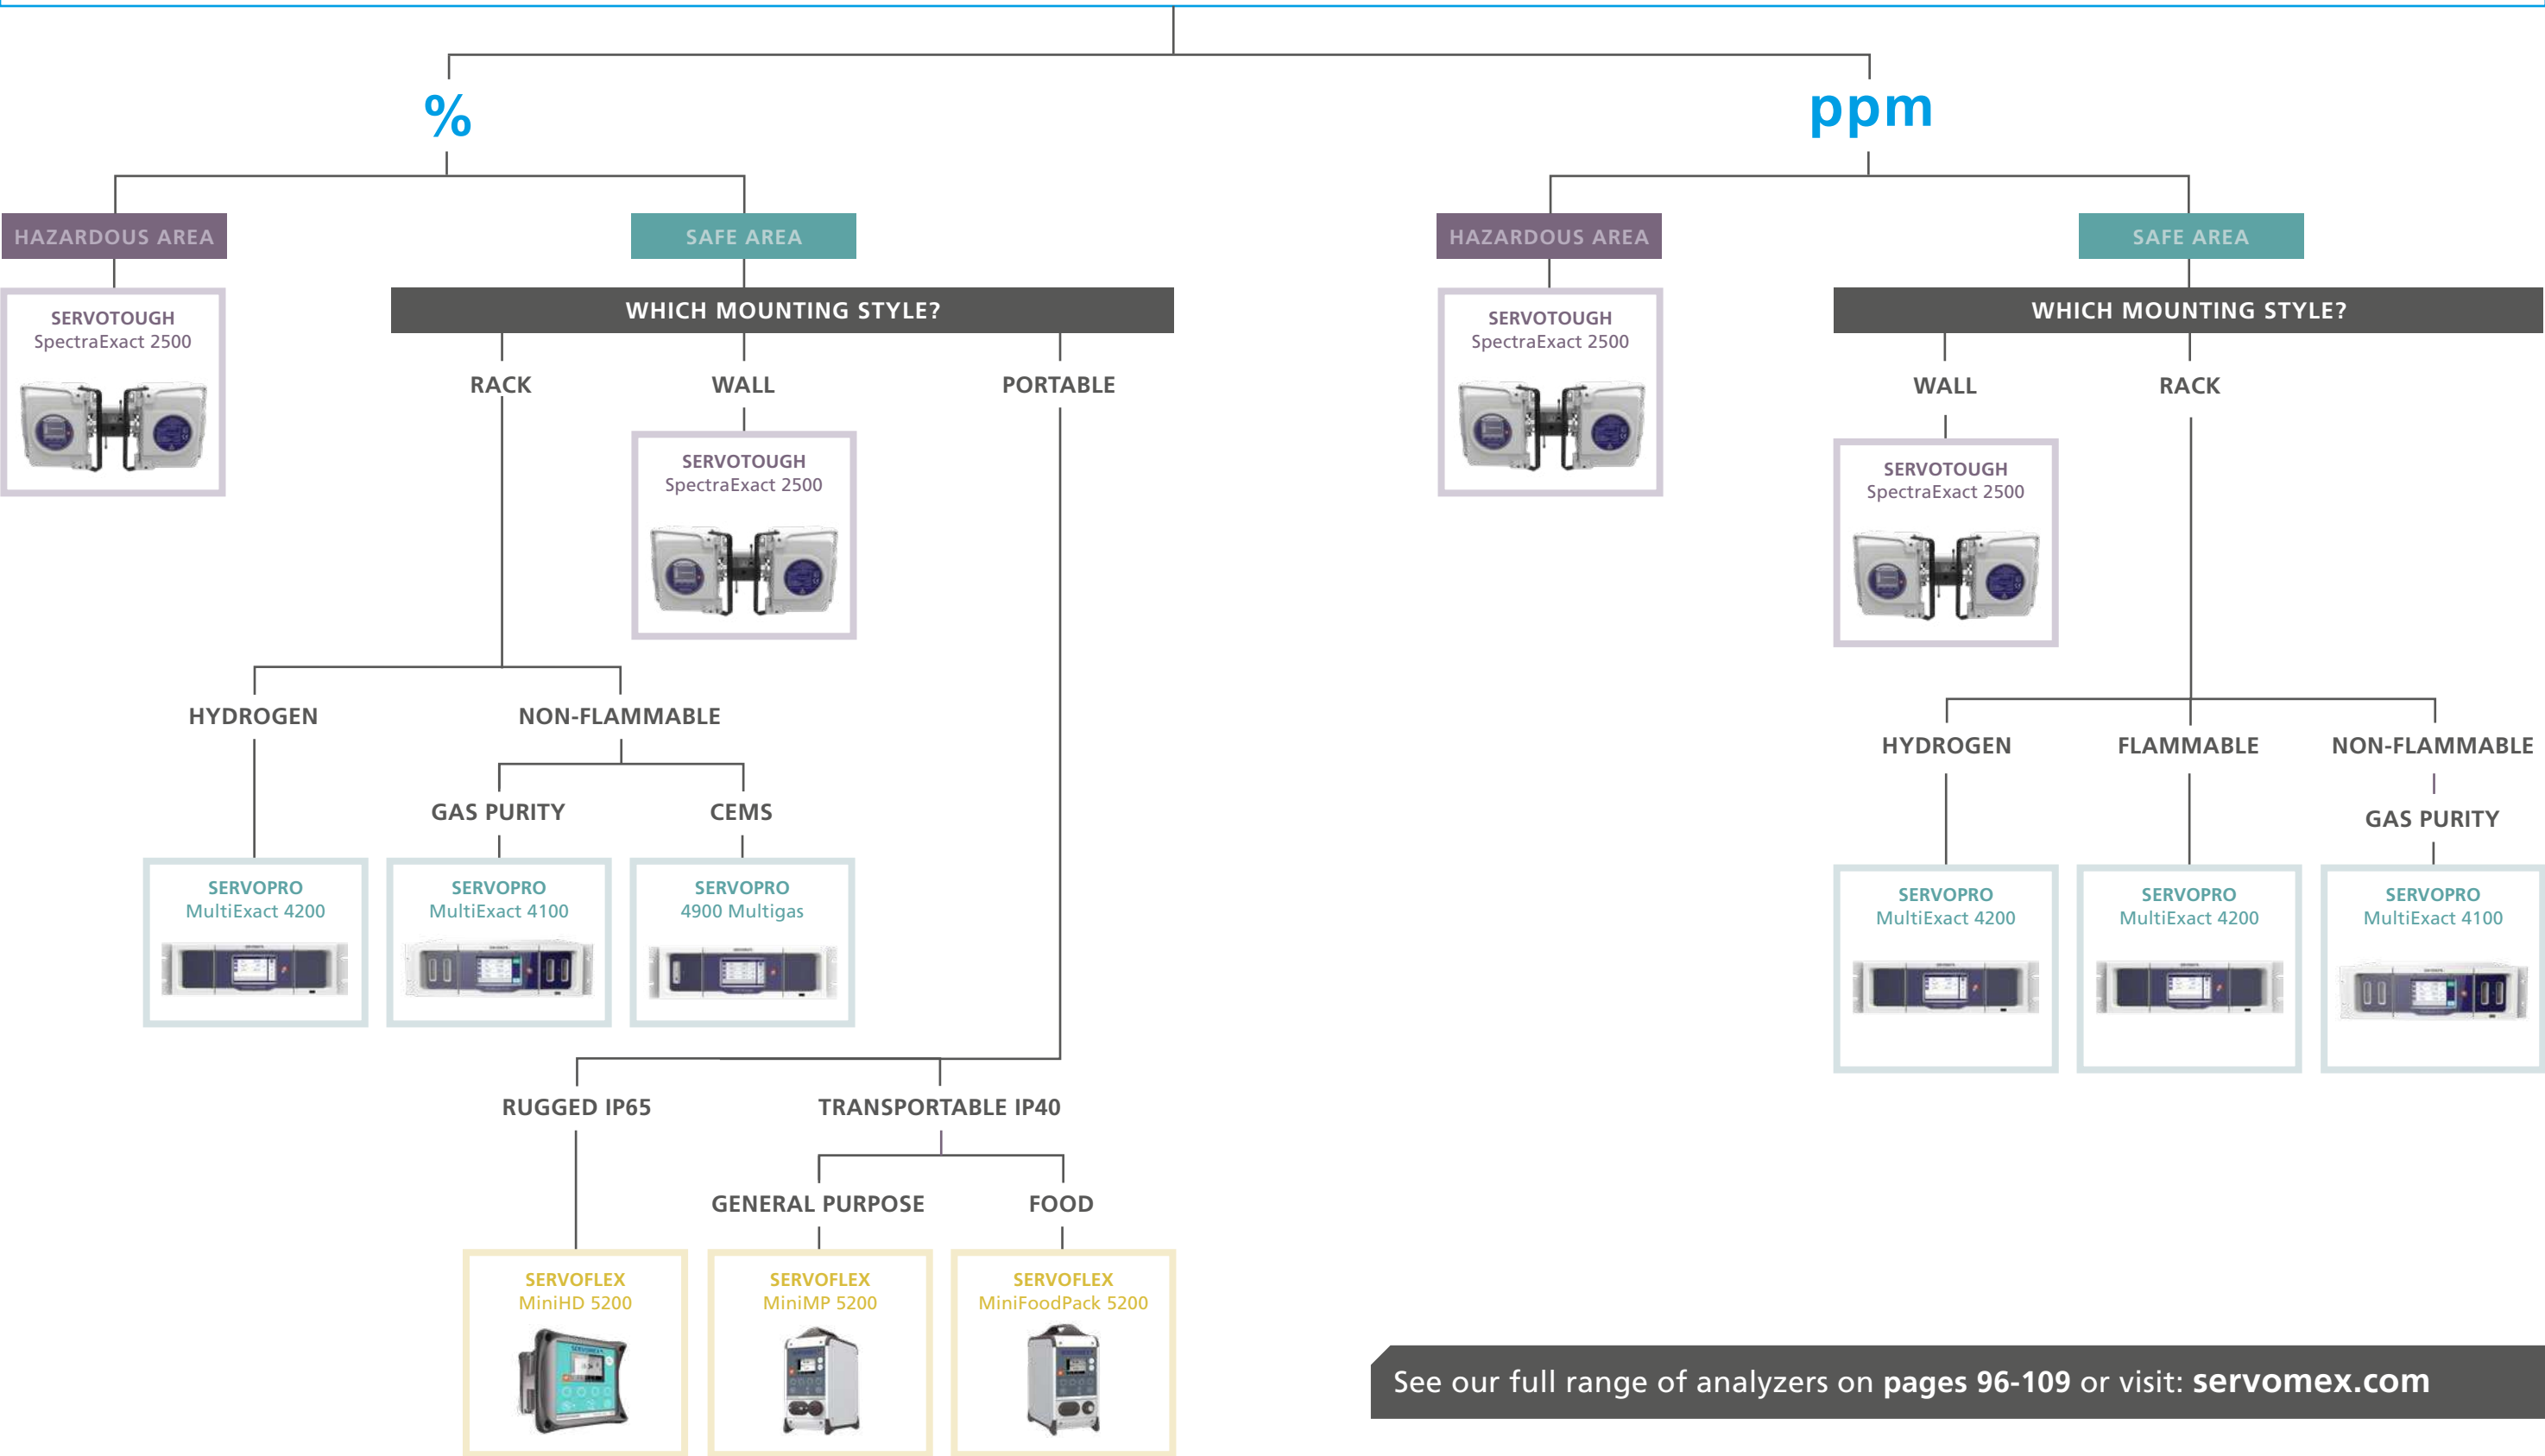 %
ppm
HAZARDOUS AREA
SAFE AREA
HAZARDOUS AREA
SAFE AREA
SERVOTOUGH
SpectraExact 2500
WHICH MOUNTING STYLE?
RACK
WALL
PORTABLE
SERVOTOUGH
SpectraExact 2500
SERVOTOUGH
SpectraExact 2500
WHICH MOUNTING STYLE?
WALL
RACK
SERVOTOUGH
SpectraExact 2500
HYDROGEN
NON-FLAMMABLE
GAS PURITY
CEMS
SERVOPRO
MultiExact 4200
SERVOPRO
MultiExact 4100
SERVOPRO
4900 Multigas
HYDROGEN
FLAMMABLE
NON-FLAMMABLE
GAS PURITY
SERVOPRO
MultiExact 4200
SERVOPRO
MultiExact 4200
SERVOPRO
MultiExact 4100
RUGGED IP65
TRANSPORTABLE IP40
GENERAL PURPOSE
FOOD
SERVOFLEX
MiniHD 5200
SERVOFLEX
MiniMP 5200
SERVOFLEX
MiniFoodPack 5200
SERVOMEX
See our full range of analyzers on pages 96-109 or visit: servomex.com